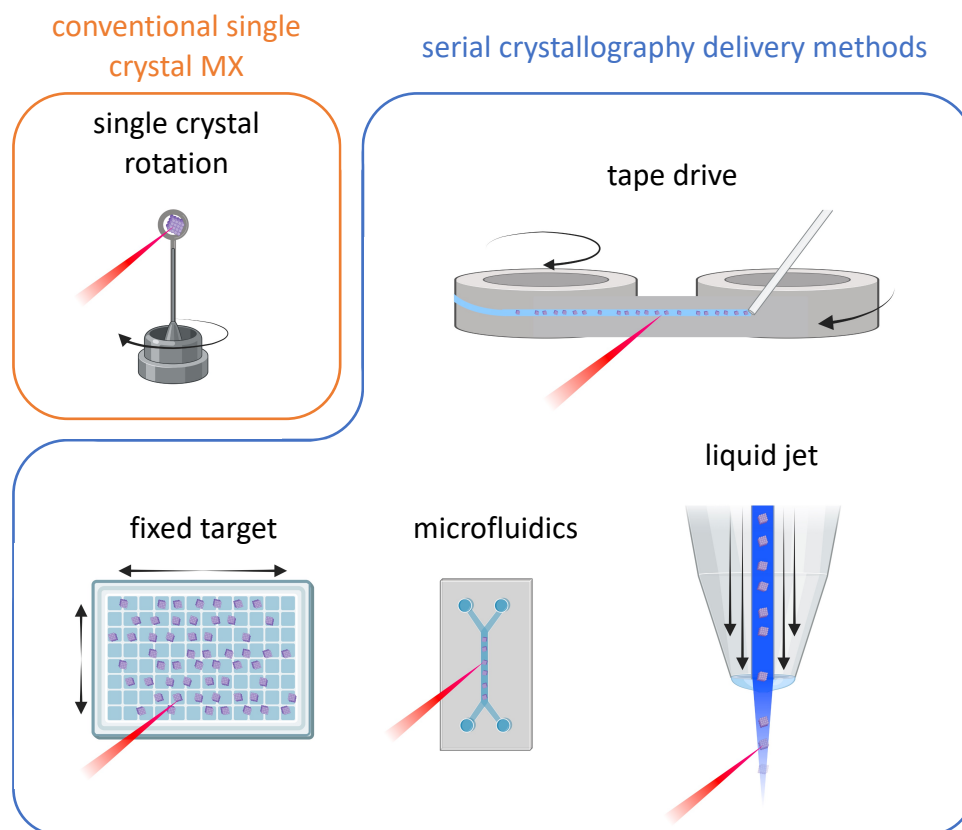 conventional single
crystal MX
serial crystallography delivery methods
single crystal
rotation
tape drive
liquid jet
fixed target
microfluidics